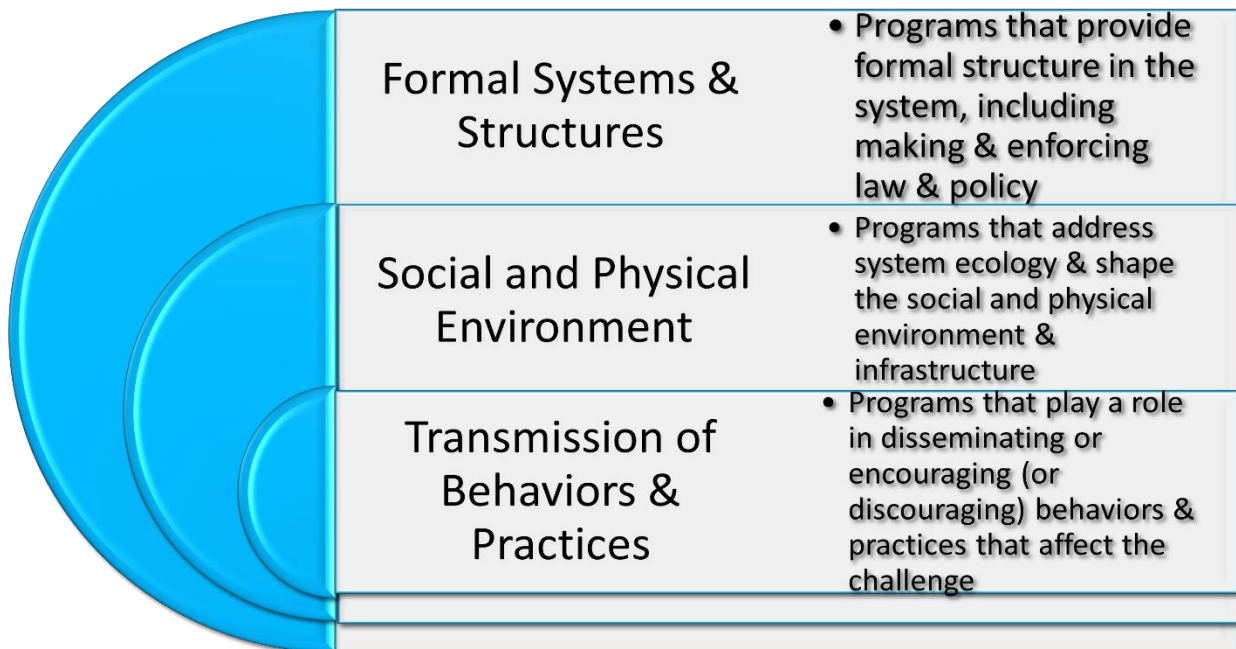 Formal Systems &
Structures
• Programs that provide
formal structure in the
system, including
making & enforcing
law & policy
Social and Physical
Environment
• Programs that address
system ecology & shape
the social and physical
environment &
infrastructure
Transmission of
Behaviors &
Practices
• Programs that play a role
in disseminating or
encouraging (or
discouraging) behaviors &
practices that affect the
challenge